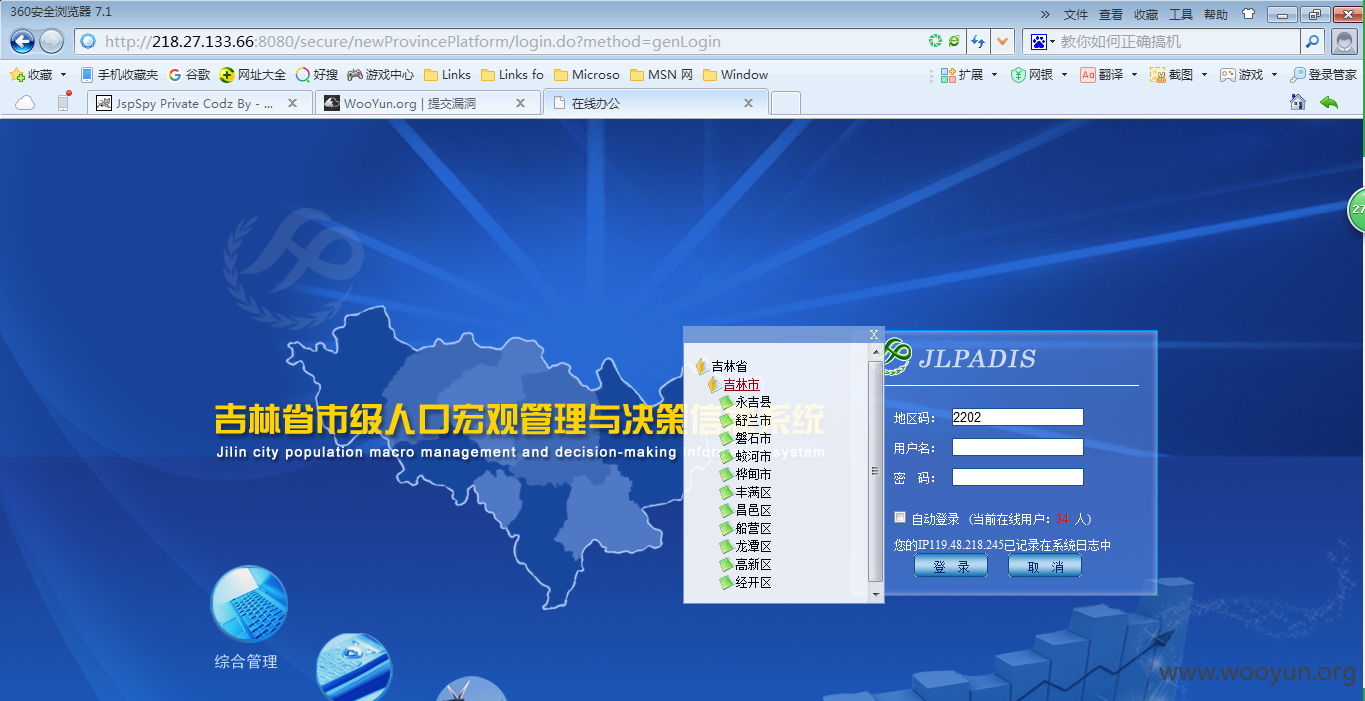 360安全浏览器 7.1
» 文件 查看 收藏 工具 帮助
http://218.27.133.66:8080/secure/newProvincePlatform/login.do?method=genLogin
教你如何正确搞机
收藏 手机收藏夹 谷歌 网址大全 好搜 游戏中心 Links Links fo Microso MSN 网 Window
扩展 网银 Aa 翻译 截图 游戏 登录管家
JspSpy Private Codz By - ... X
WooYun.org | 提交漏洞 X
在线办公 X
27
X
吉林省
吉林市
永吉县
舒兰市
磐石市
蛟河市
桦甸市
丰满区
昌邑区
船营区
龙潭区
高新区
经开区
JLPADIS
吉林省市级人口宏观管理与决策信息系统
Jilin city population macro management and decision-making information system
地区码： 2202
用户名：
密 码：
自动登录 (当前在线用户：34 人)
您的IP119.48.218.245已记录在系统日志中
登 录 取 消
综合管理
www.wooyun.org